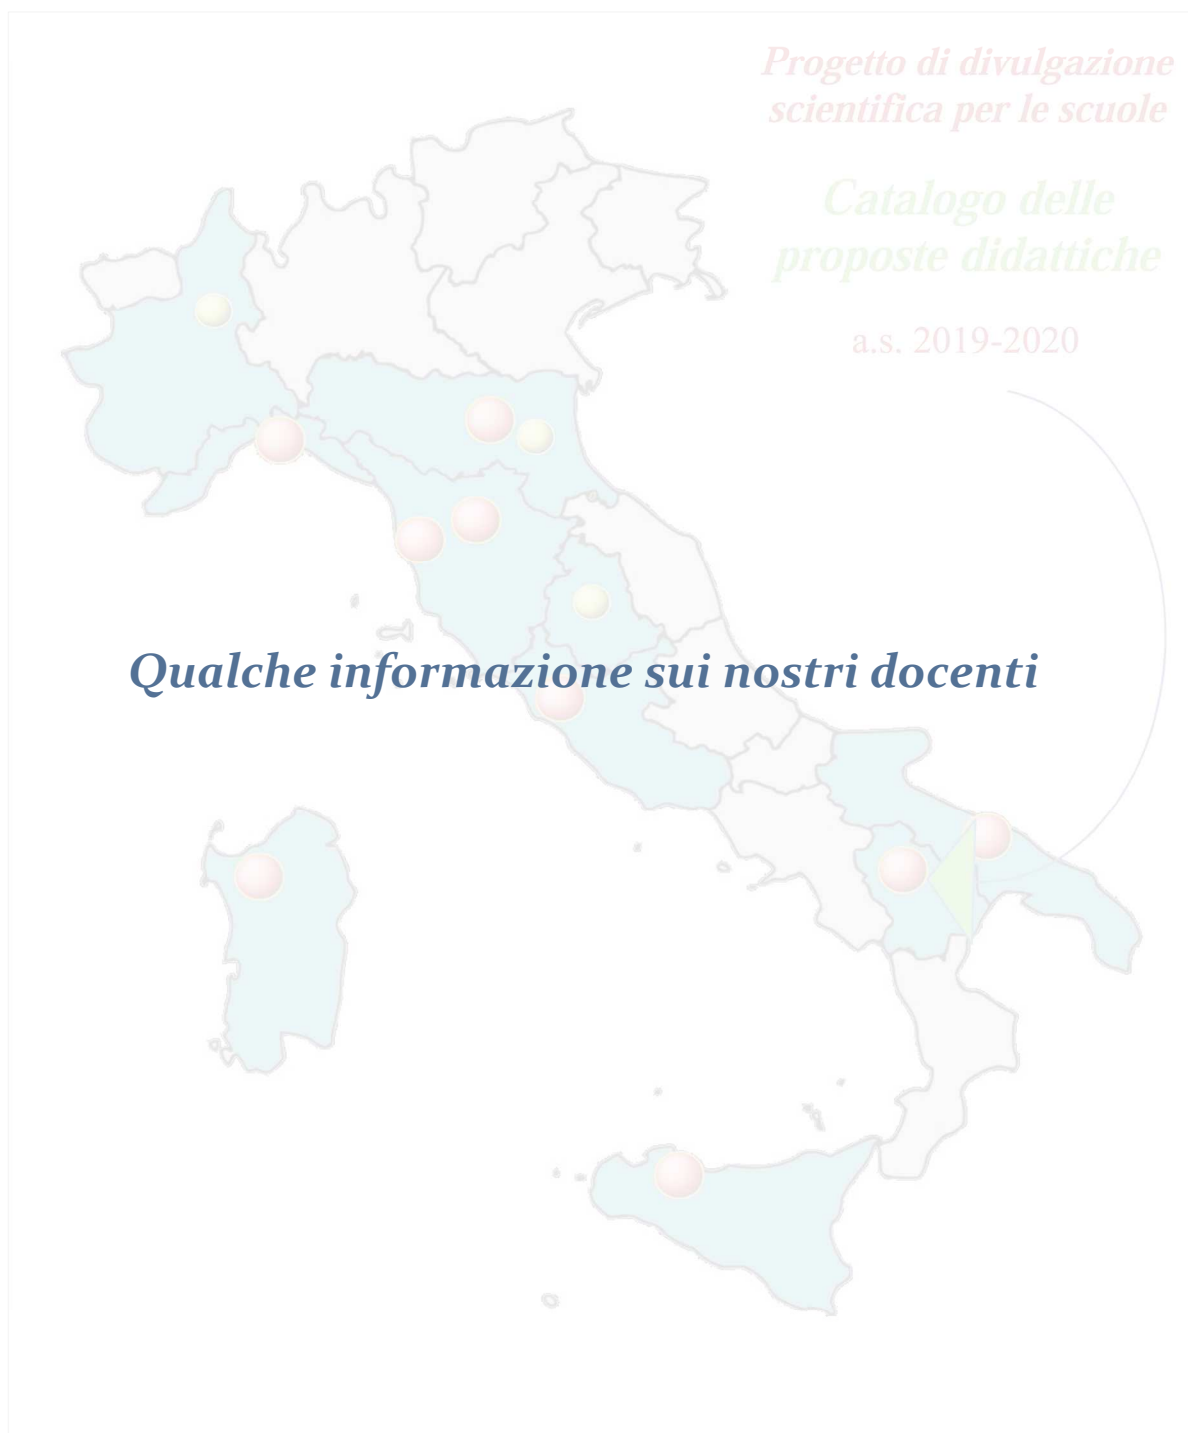 Progetto di divulgazione
scientifica per le scuole
Catalogo delle
proposte didattiche
a.s. 2019-2020
Qualche informazione sui nostri docenti